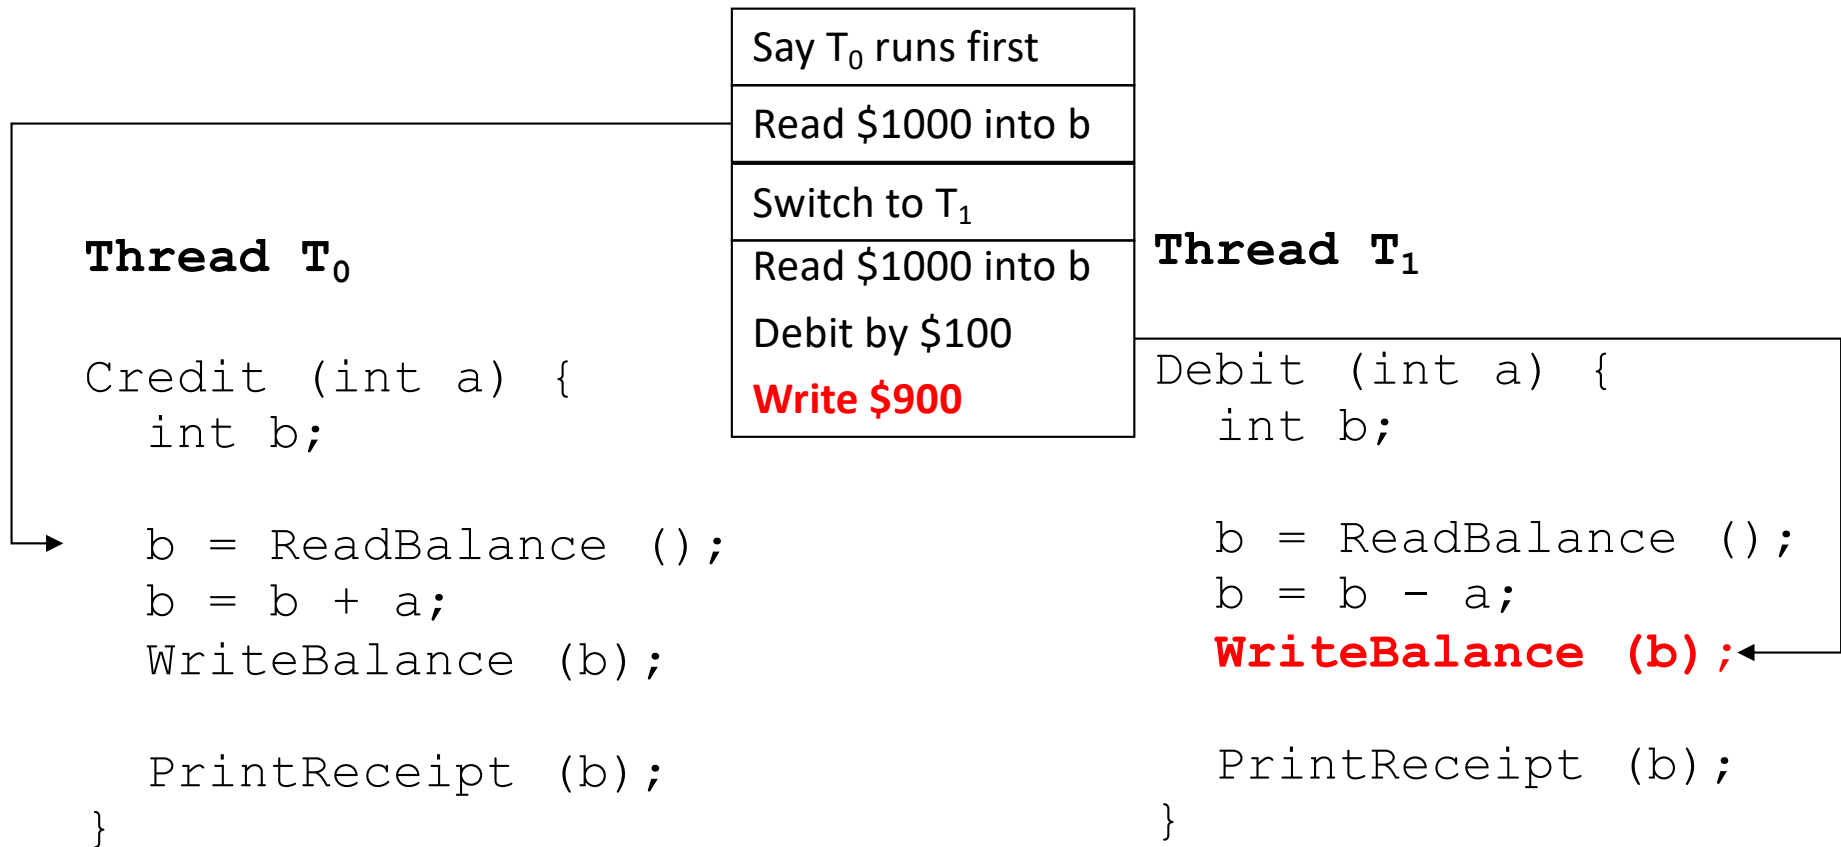 Say T₀ runs first
Read $1000 into b
Switch to T₁
Read $1000 into b
Debit by $100
Write $900
Thread T₀
Credit (int a) {
int b;
b = ReadBalance ();
b = b + a;
WriteBalance (b);
PrintReceipt (b);
}
Thread T₁
Debit (int a) {
int b;
b = ReadBalance ();
b = b - a;
WriteBalance (b);
PrintReceipt (b);
}